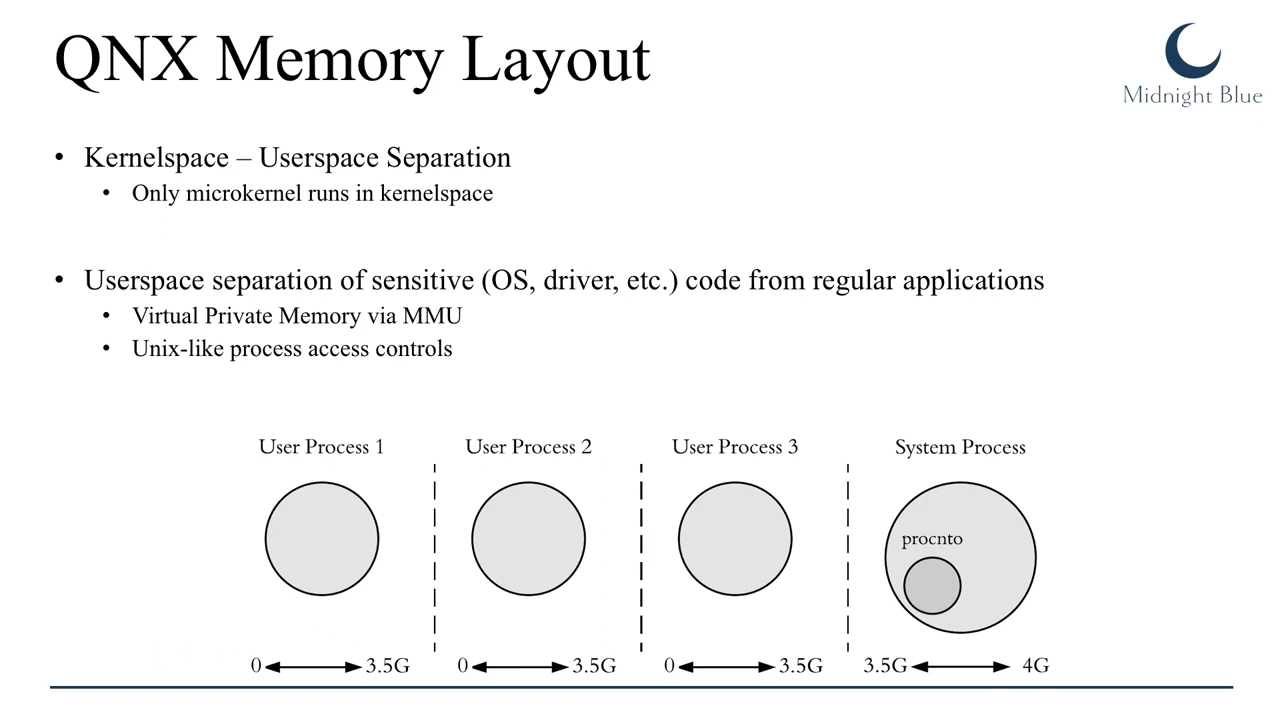 QNX Memory Layout
Midnight Blue
• Kernelspace – Userspace Separation
• Only microkernel runs in kernelspace
• Userspace separation of sensitive (OS, driver, etc.) code from regular applications
• Virtual Private Memory via MMU
• Unix-like process access controls
User Process 1 User Process 2 User Process 3 System Process
procnto
0 3.5G 0 3.5G 0 3.5G 3.5G 4G